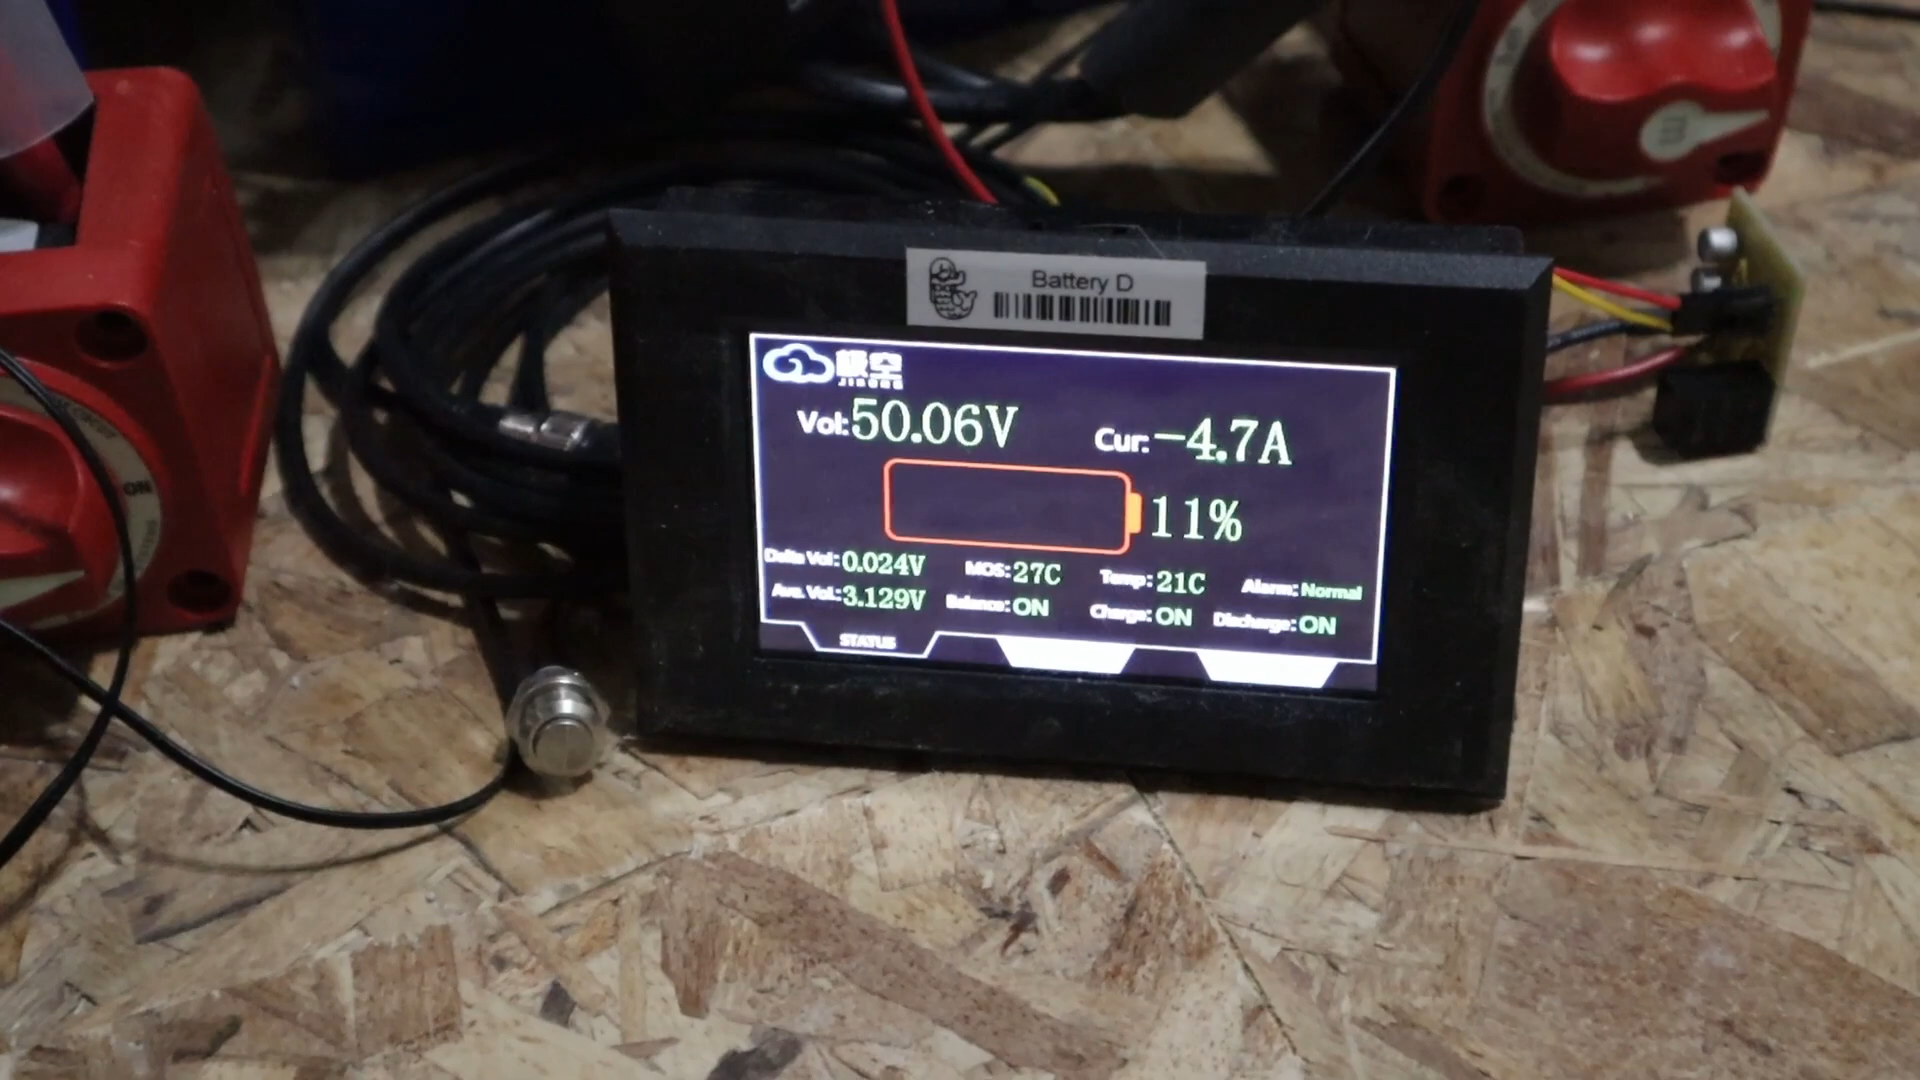 Battery D
极空
JIKONG
Vol: 50.06V
Cur: -4.7A
11%
Delta Vol: 0.024V
MOS: 27C
Temp: 21C
Alarm: Normal
Ave. Vol: 3.129V
Balance: ON
Charge: ON
Discharge: ON
STATUS
ON